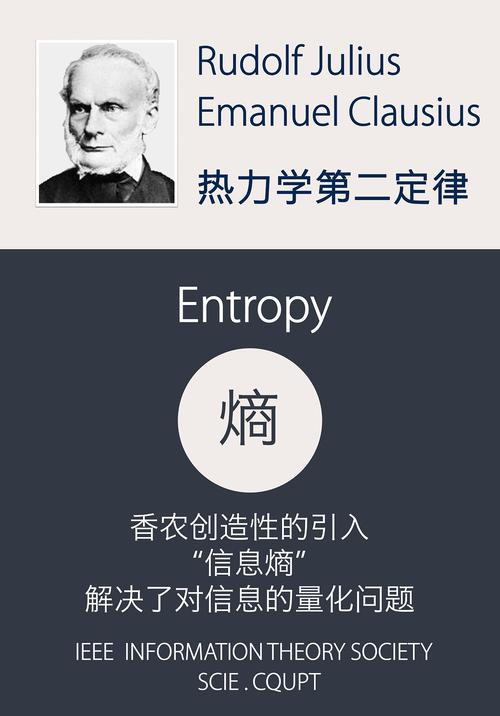 Rudolf Julius
Emanuel Clausius
热力学第二定律
Entropy
熵
香农创造性的引入
“信息熵”
解决了对信息的量化问题
IEEE INFORMATION THEORY SOCIETY
SCIE . CQUPT